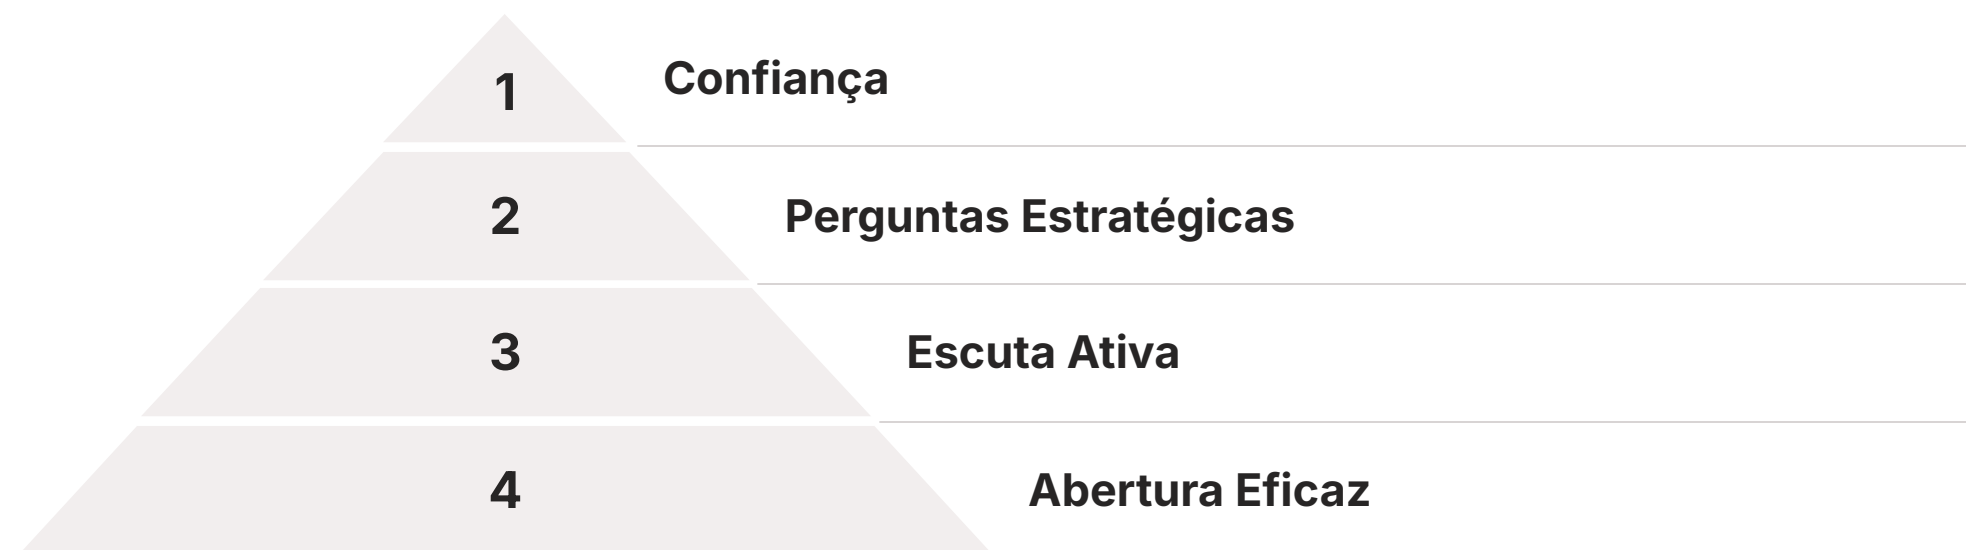 1
Confiança
2
Perguntas Estratégicas
3
Escuta Ativa
4
Abertura Eficaz